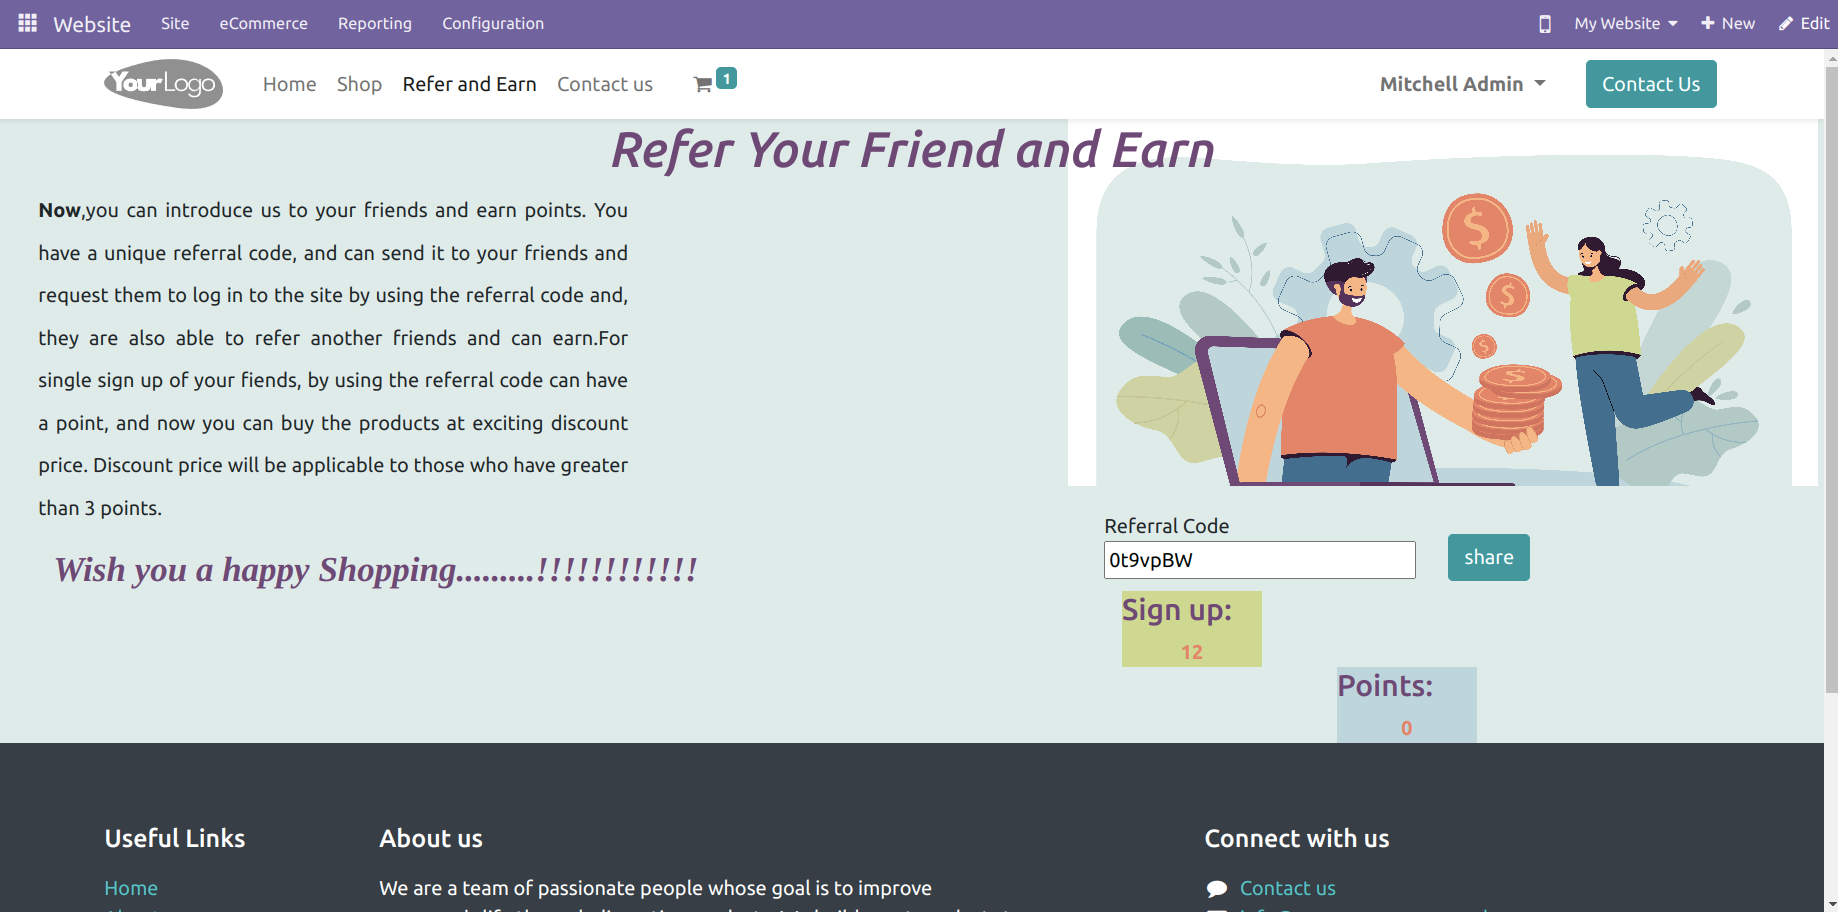 Website Site eCommerce Reporting Configuration My Website New Edit
YourLogo Home Shop Refer and Earn Contact us 1 Mitchell Admin Contact Us
Refer Your Friend and Earn
Now,you can introduce us to your friends and earn points. You
have a unique referral code, and can send it to your friends and
request them to log in to the site by using the referral code and,
they are also able to refer another friends and can earn.For
single sign up of your fiends, by using the referral code can have
a point, and now you can buy the products at exciting discount
price. Discount price will be applicable to those who have greater
than 3 points.
Wish you a happy Shopping.........!!!!!!!!!!!!
$
$
$
$
Referral Code
0t9vpBW
share
Sign up:
12
Points:
0
Useful Links
Home
About us
We are a team of passionate people whose goal is to improve
Connect with us
Contact us